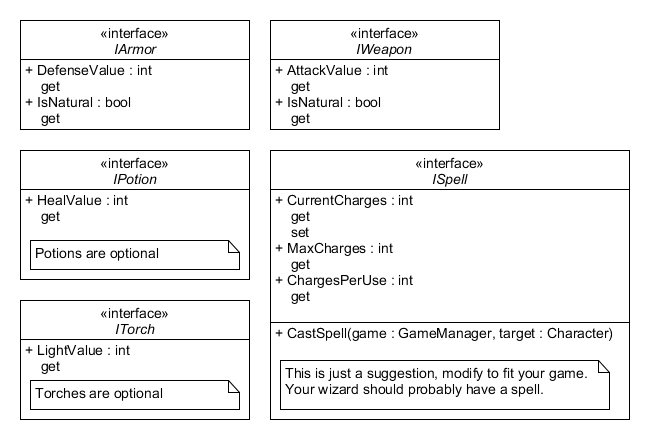 «interface»
IArmor
+ DefenseValue : int
get
+ IsNatural : bool
get
«interface»
IWeapon
+ AttackValue : int
get
+ IsNatural : bool
get
«interface»
IPotion
+ HealValue : int
get
Potions are optional
«interface»
ISpell
+ CurrentCharges : int
get
set
+ MaxCharges : int
get
+ ChargesPerUse : int
get
+ CastSpell(game : GameManager, target : Character)
This is just a suggestion, modify to fit your game.
Your wizard should probably have a spell.
«interface»
ITorch
+ LightValue : int
get
Torches are optional